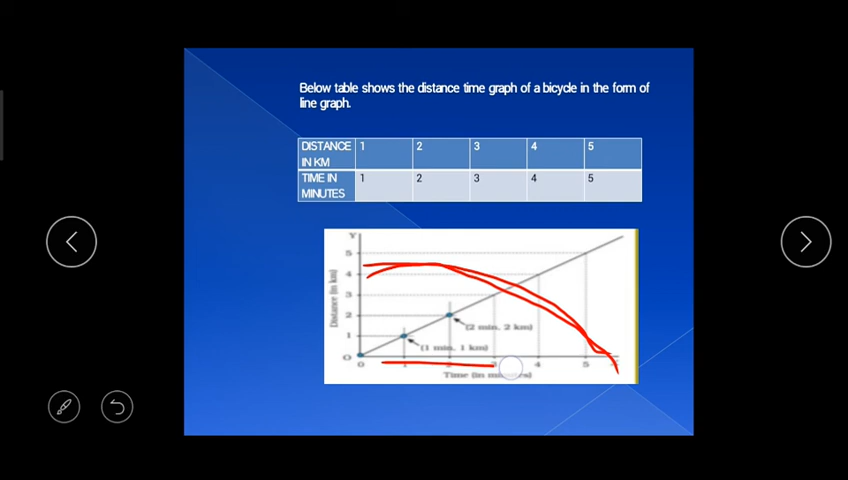 Below table shows the distance time graph of a bicycle in the form of
line graph.
DISTANCE IN KM 1 2 3 4 5
TIME IN MINUTES 1 2 3 4 5
Y
5
4
3
2
1
O
Distance (in km)
(2 min, 2 km)
(1 min, 1 km)
0 1 2 3 4 5
Time (in minutes)